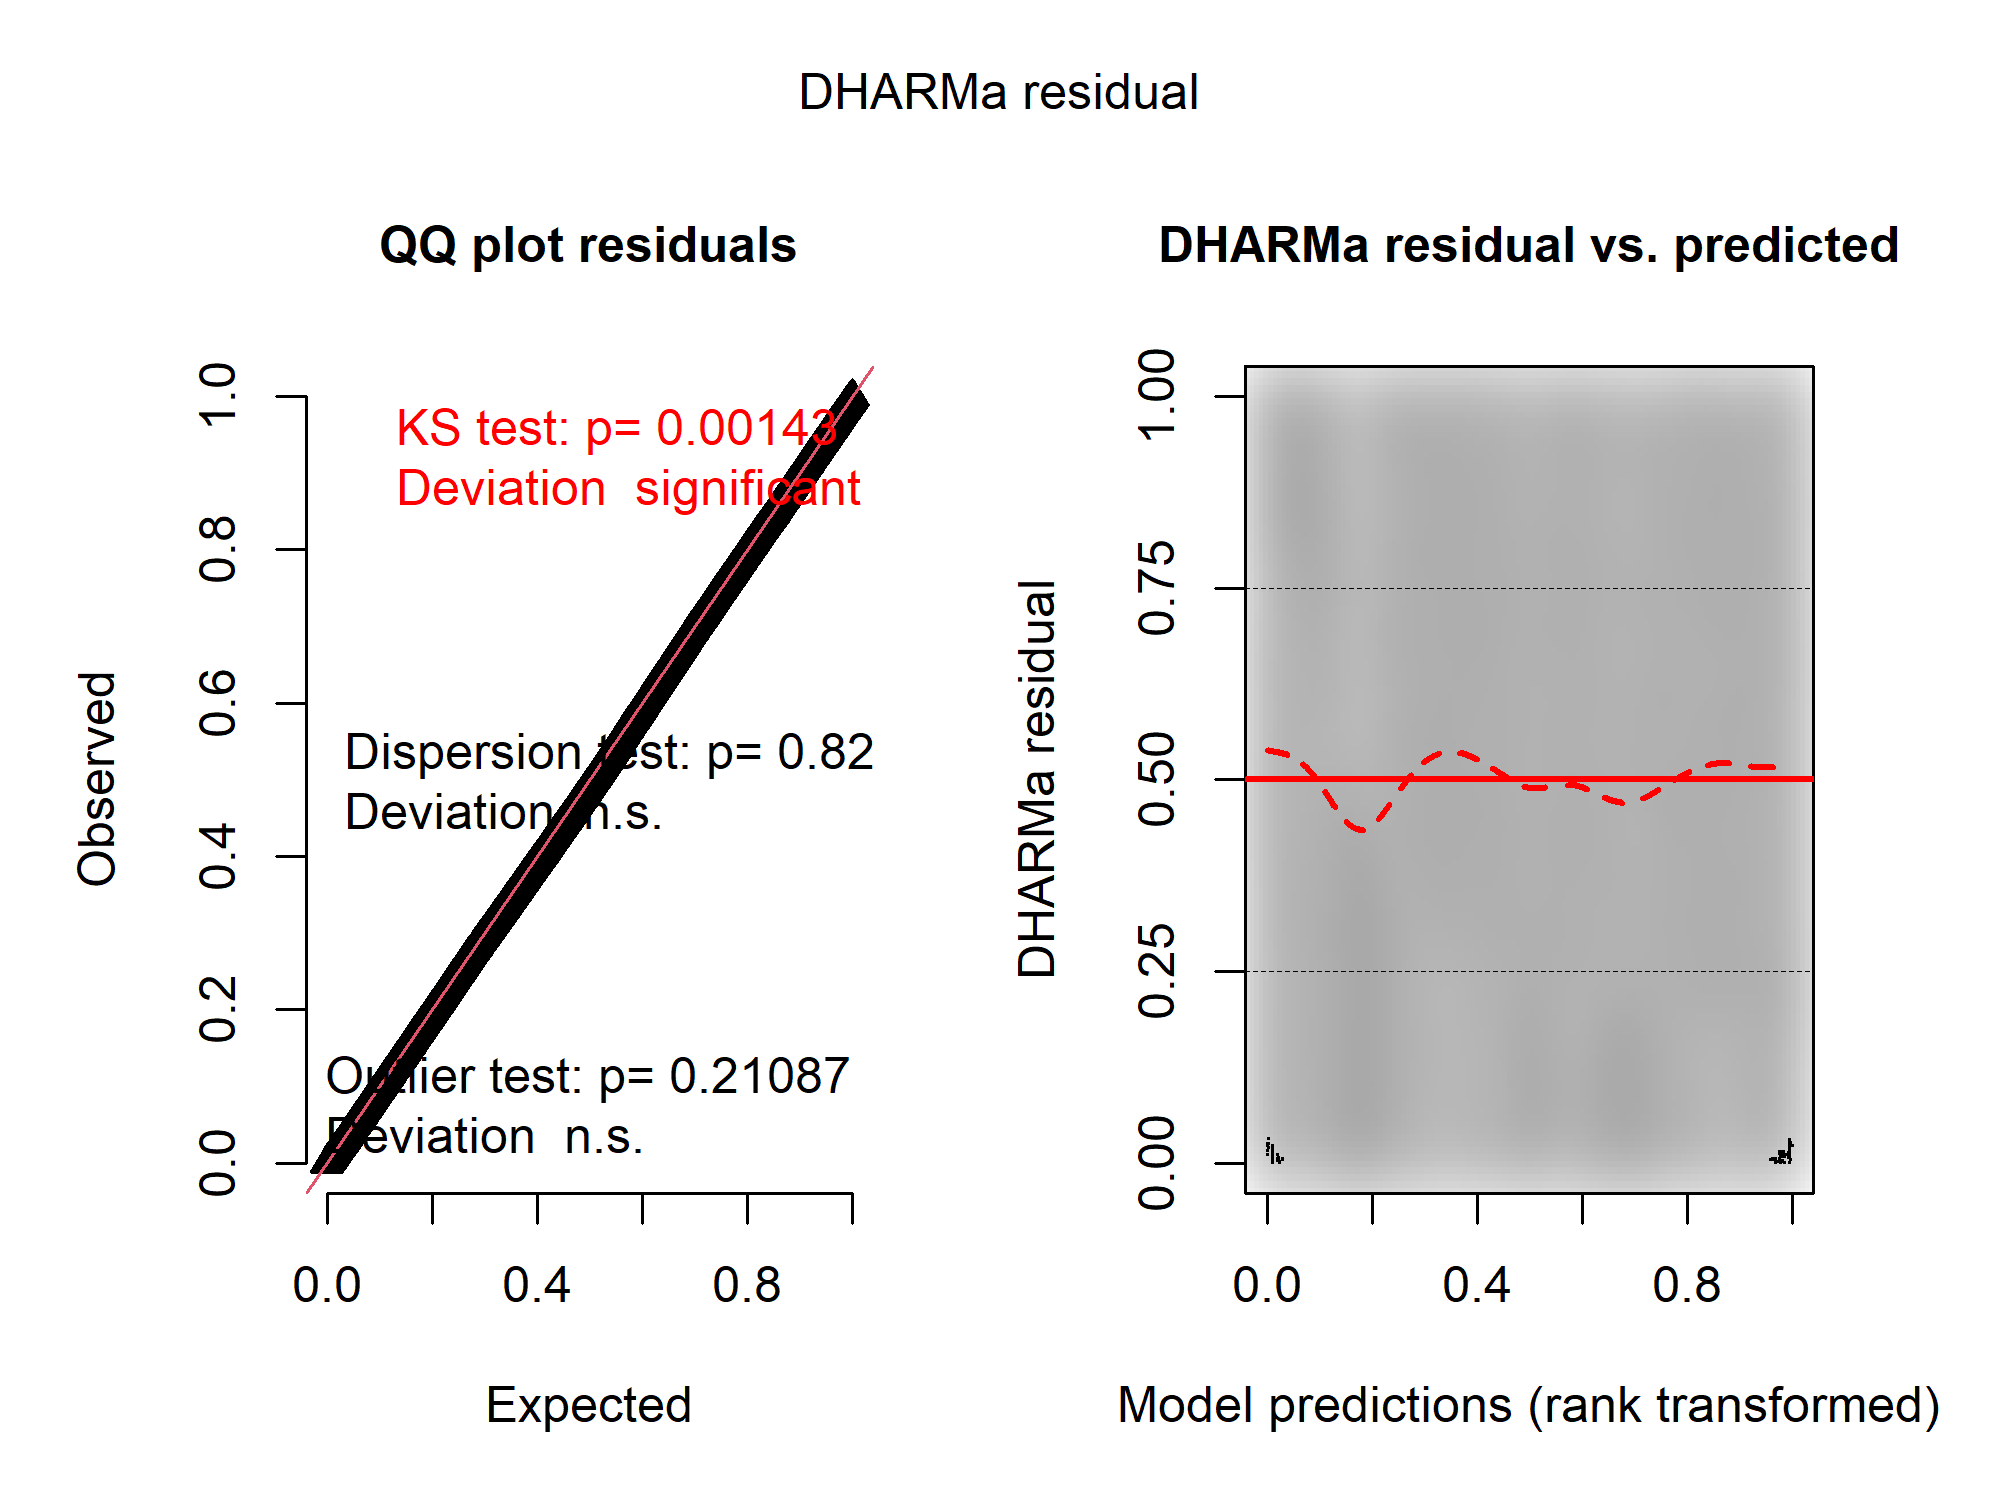 DHARMa residual
QQ plot residuals
KS test: p= 0.00143
Deviation  significant
Dispersion test: p= 0.82
Deviation  n.s.
Outlier test: p= 0.21087
Deviation  n.s.
Observed
0.0
0.2
0.4
0.6
0.8
1.0
0.0
0.4
0.8
Expected
DHARMa residual vs. predicted
DHARMa residual
0.00
0.25
0.50
0.75
1.00
0.0
0.4
0.8
Model predictions (rank transformed)